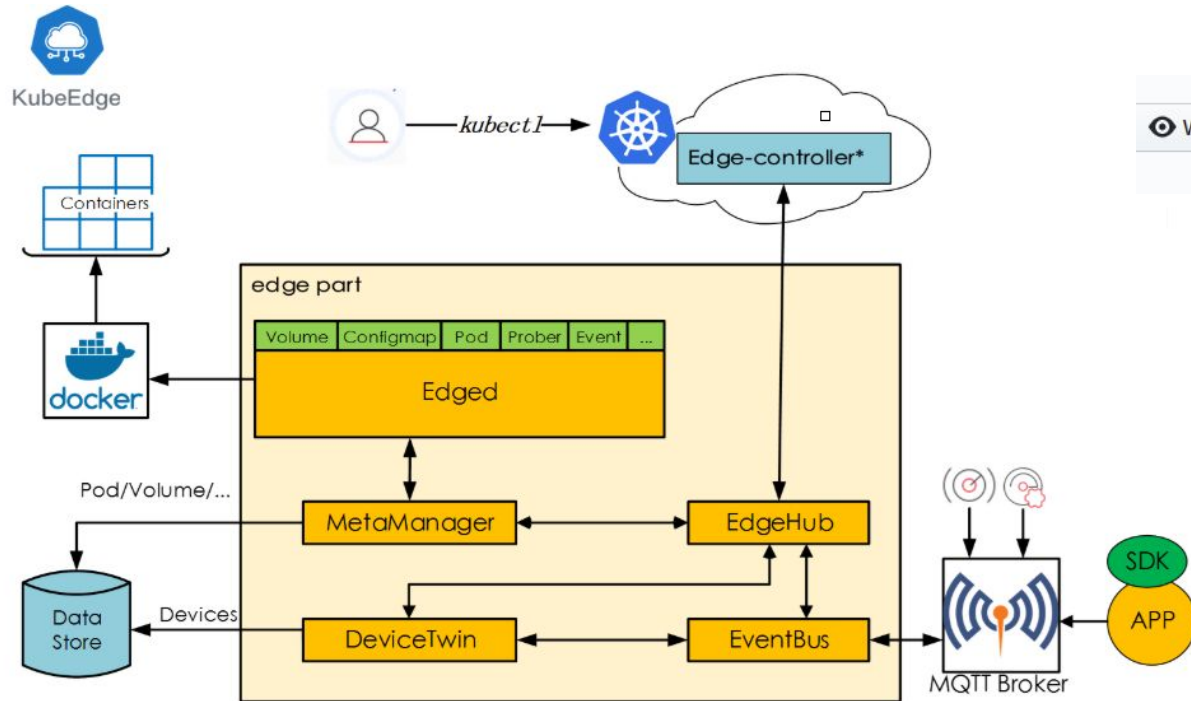 KubeEdge
kubectl
W
Edge-controller*
Containers
edge part
Volume Configmap Pod Prober Event ...
Edged
docker
Pod/Volume/...
MetaManager
EdgeHub
SDK
APP
Data
Store
Devices
DeviceTwin
EventBus
MQTT Broker